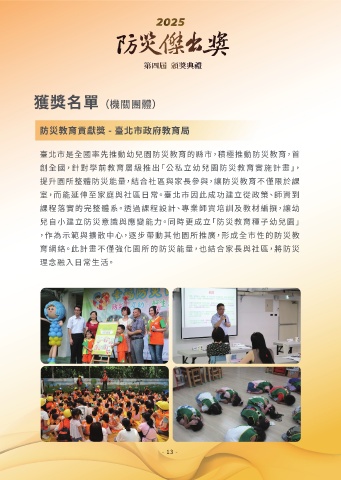 2025
防災傑出獎
第四屆 頒獎典禮
獲獎名單（機關團體）
防災教育貢獻獎 - 臺北市政府教育局
臺北市是全國率先推動幼兒園防災教育的縣市，積極推動防災教育，首
創全國，針對學前教育層級推出「公私立幼兒園防災教育實施計畫」，
提升園所整體防災能量，結合社區與家長參與，讓防災教育不僅限於課
室，而能延伸至家庭與社區日常。臺北市因此成功建立從政策、師資到
課程落實的完整體系。透過課程設計、專業師資培訓及教材編撰，讓幼
兒自小建立防災意識與應變能力。同時更成立「防災教育種子幼兒園」
，作為示範與擴散中心，逐步帶動其他園所推廣，形成全市性的防災教
育網絡。此計畫不僅強化園所的防災能量，也結合家長與社區，將防災
理念融入日常生活。
- 13 -